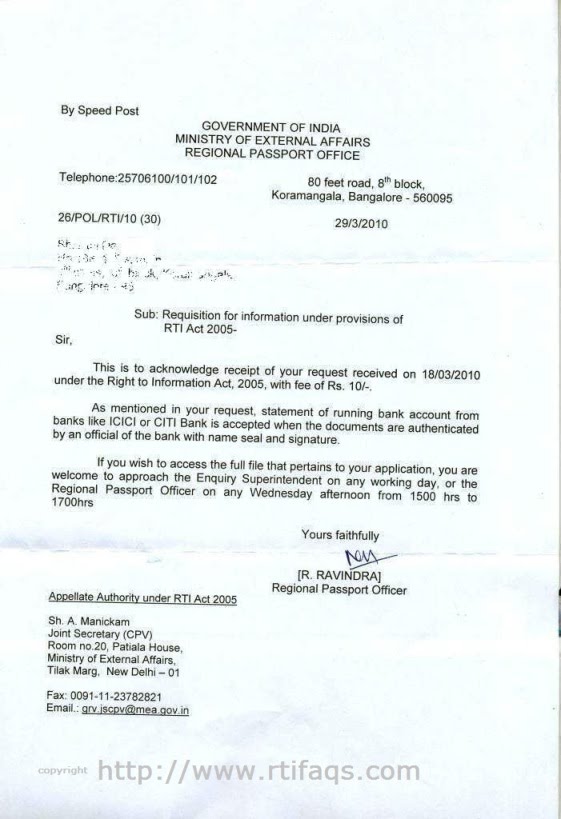 By Speed Post
GOVERNMENT OF INDIA
MINISTRY OF EXTERNAL AFFAIRS
REGIONAL PASSPORT OFFICE
Telephone:25706100/101/102
80 feet road, 8th block,
Koramangala, Bangalore - 560095
26/POL/RTI/10 (30)
29/3/2010
Sub: Requisition for information under provisions of
RTI Act 2005-
Sir,
This is to acknowledge receipt of your request received on 18/03/2010
under the Right to Information Act, 2005, with fee of Rs. 10/-.
As mentioned in your request, statement of running bank account from
banks like ICICI or CITI Bank is accepted when the documents are authenticated
by an official of the bank with name seal and signature.
If you wish to access the full file that pertains to your application, you are
welcome to approach the Enquiry Superintendent on any working day, or the
Regional Passport Officer on any Wednesday afternoon from 1500 hrs to
1700hrs
Yours faithfully
[R. RAVINDRA]
Regional Passport Officer
Appellate Authority under RTI Act 2005
Sh. A. Manickam
Joint Secretary (CPV)
Room no.20, Patiala House,
Ministry of External Affairs,
Tilak Marg, New Delhi – 01
Fax: 0091-11-23782821
Email.: grv.jscpv@mea.gov.in
copyright http://www.rtifaqs.com